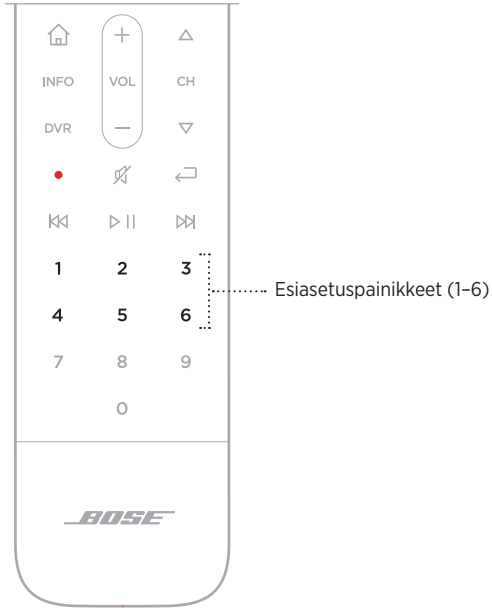 +
INFO VOL CH
DVR –
1 2 3
Esiasetuspainikkeet (1–6)
4 5 6
7 8 9
0
BOSE